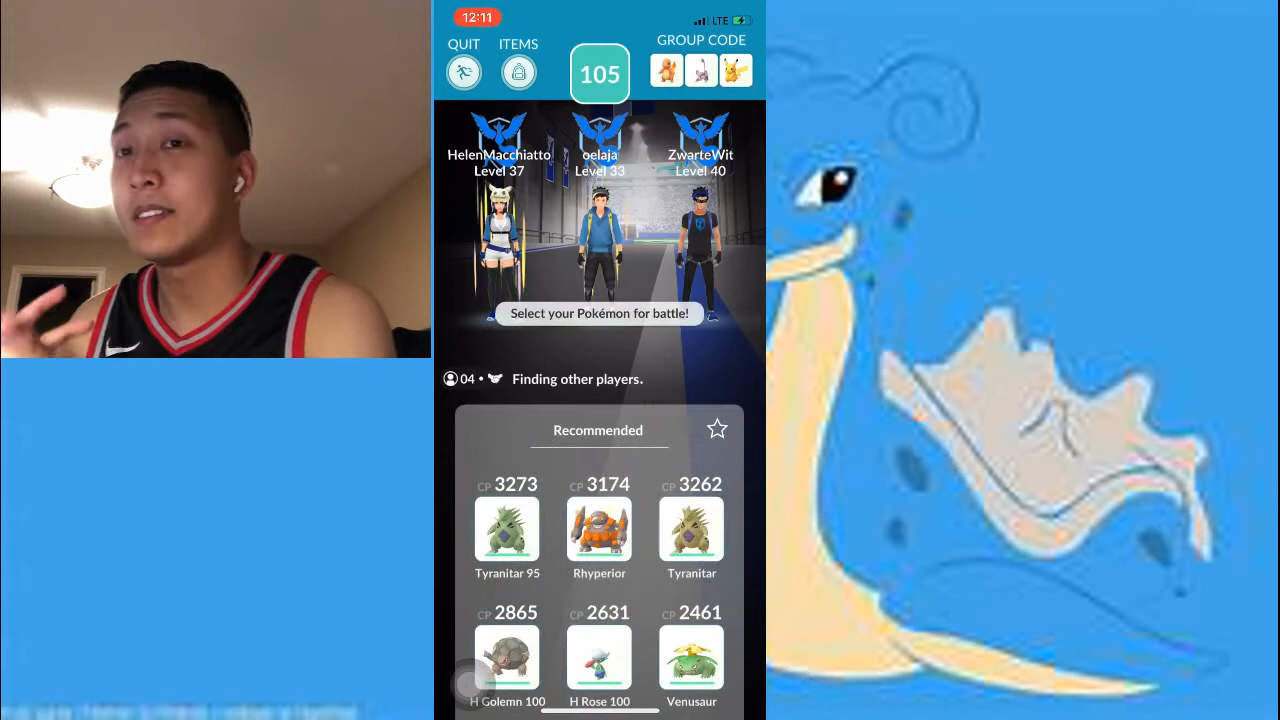 12:11
LTE
QUIT
ITEMS
105
GROUP CODE
HelenMacchiatto
Level 37
oelaja
Level 33
ZwarteWit
Level 40
Select your Pokémon for battle!
04 • Finding other players.
Recommended
CP 3273
CP 3174
CP 3262
Tyranitar 95
Rhyperior
Tyranitar
CP 2865
CP 2631
CP 2461
H Golemn 100
H Rose 100
Venusaur